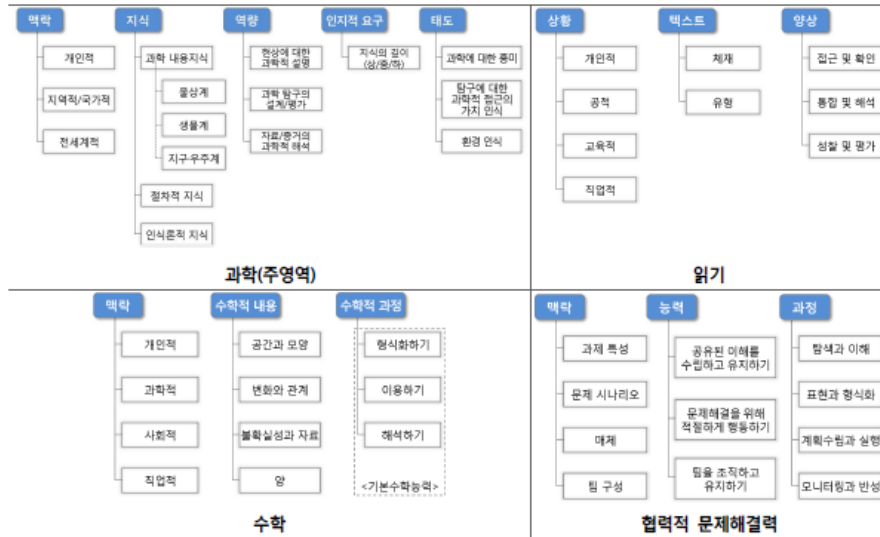 맥락
지식
역량
인지적 요구
태도
개인적
지역적/국가적
전세계적
과학 내용지식
물상계
생물계
지구·우주계
절차적 지식
인식론적 지식
현상에 대한
과학적 설명
과학 탐구의
설계/평가
자료/증거의
과학적 해석
지식의 깊이
(상/중/하)
과학에 대한 흥미
탐구에 대한
과학적 접근의
가치 인식
환경 인식
과학(주영역)
상황
텍스트
양상
개인적
공적
교육적
직업적
체재
유형
접근 및 확인
통합 및 해석
성찰 및 평가
읽기
맥락
수학적 내용
수학적 과정
개인적
과학적
사회적
직업적
공간과 모양
변화와 관계
불확실성과 자료
양
형식화하기
이용하기
해석하기
<기본수학능력>
수학
맥락
능력
과정
과제 특성
문제 시나리오
매체
팀 구성
공유된 이해를
수립하고 유지하기
문제해결을 위해
적절하게 행동하기
팀을 조직하고
유지하기
탐색과 이해
표현과 형식화
계획수립과 실행
모니터링과 반성
협력적 문제해결력